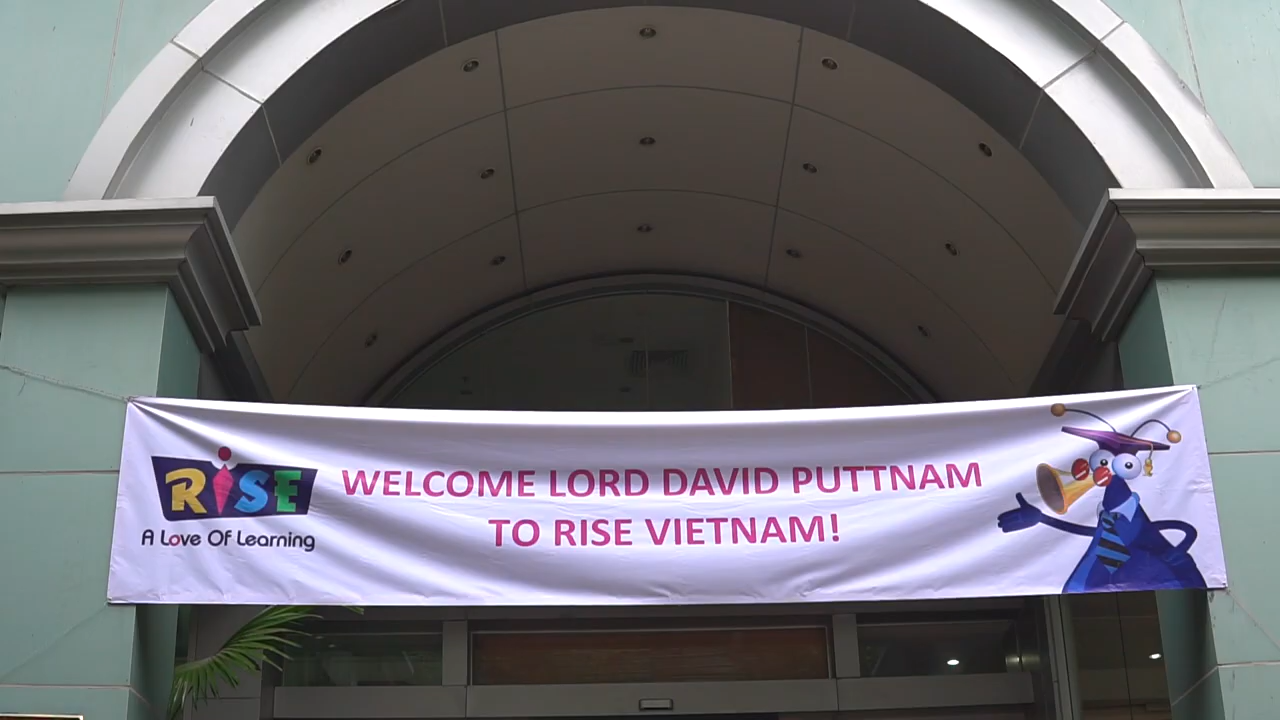 RiSE
A Love Of Learning
WELCOME LORD DAVID PUTTNAM
TO RISE VIETNAM!